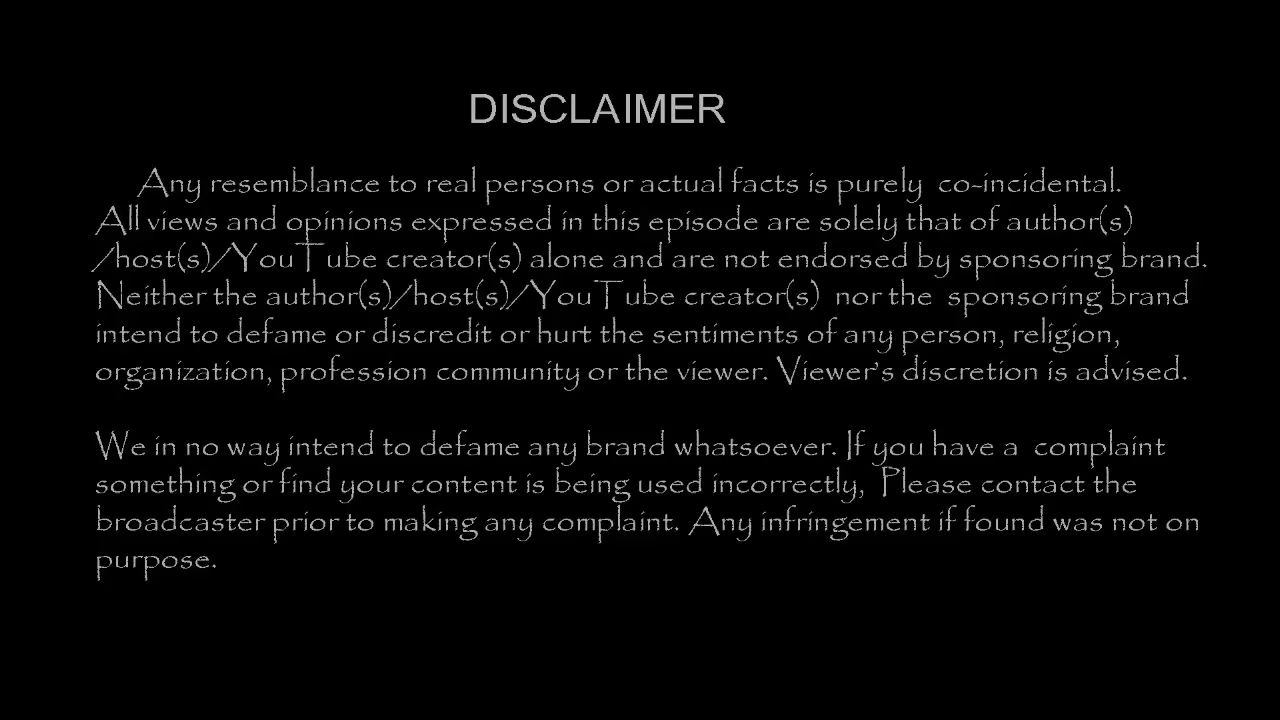 DISCLAIMER
Any resemblance to real persons or actual facts is purely co-incidental.
All views and opinions expressed in this episode are solely that of author(s)
/host(s)/YouTube creator(s) alone and are not endorsed by sponsoring brand.
Neither the author(s)/host(s)/YouTube creator(s) nor the sponsoring brand
intend to defame or discredit or hurt the sentiments of any person, religion,
organization, profession community or the viewer. Viewer's discretion is advised.
We in no way intend to defame any brand whatsoever. If you have a complaint
something or find your content is being used incorrectly, Please contact the
broadcaster prior to making any complaint. Any infringement if found was not on
purpose.